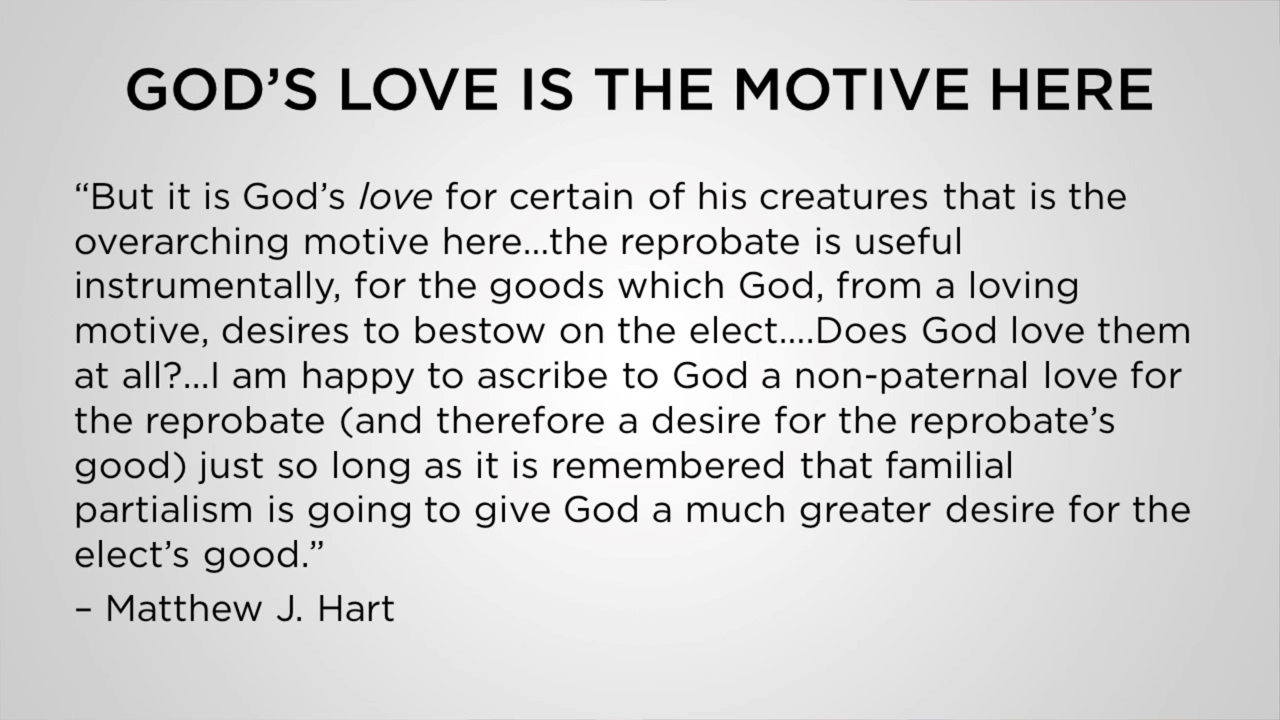 GOD’S LOVE IS THE MOTIVE HERE
“But it is God’s love for certain of his creatures that is the
overarching motive here...the reprobate is useful
instrumentally, for the goods which God, from a loving
motive, desires to bestow on the elect....Does God love them
at all?...I am happy to ascribe to God a non-paternal love for
the reprobate (and therefore a desire for the reprobate’s
good) just so long as it is remembered that familial
partialism is going to give God a much greater desire for the
elect’s good.”
– Matthew J. Hart